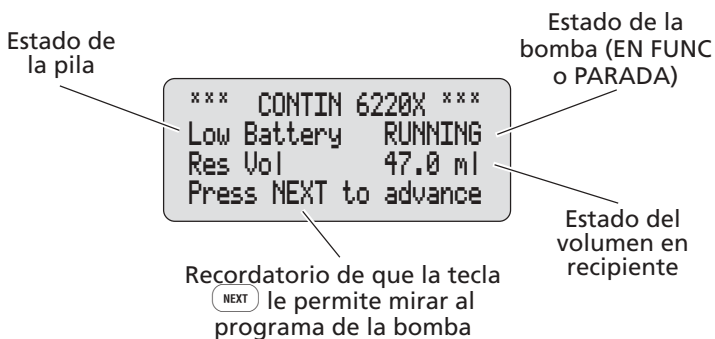 Estado de
la pila
Estado de la
bomba (EN FUNC
o PARADA)
*** CONTIN 6220X ***
Low Battery RUNNING
Res Vol 47.0 ml
Press NEXT to advance
Estado del
volumen en
recipiente
Recordatorio de que la tecla
NEXT le permite mirar al
programa de la bomba